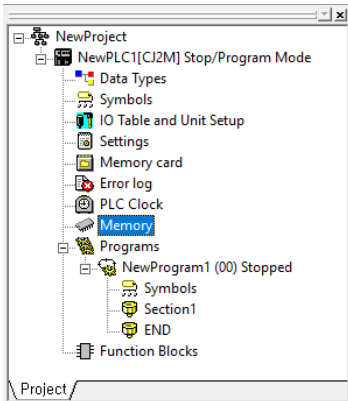 NewProject
NewPLC1[CJ2M] Stop/Program Mode
Data Types
Symbols
IO Table and Unit Setup
Settings
Memory card
Error log
PLC Clock
Memory
Programs
NewProgram1 (00) Stopped
Symbols
Section1
END
Function Blocks
Project